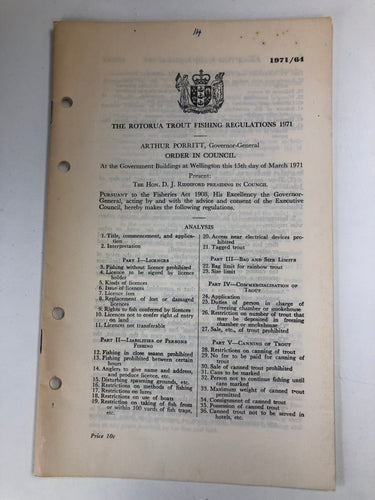 114
1971/64
THE ROTORUA TROUT FISHING REGULATIONS 1971
ARTHUR PORRITT, Governor-General
ORDER IN COUNCIL
At the Government Buildings at Wellington this 15th day of March 1971
Present:
THE HON. D. J. RIDDIFORD PRESIDING IN COUNCIL
PURSUANT to the Fisheries Act 1908, His Excellency the Governor-
General, acting by and with the advice and consent of the Executive
Council, hereby makes the following regulations.
ANALYSIS
1. Title, commencement, and applica-
tion
2. Interpretation
PART I—LICENCES
3. Fishing without licence prohibited
4. Licence to be signed by licence
holder
5. Kinds of licences
6. Issue of licences
7. Licence fees
8. Replacement of lost or damaged
licences
9. Rights to fish conferred by licences
10. Licences not to confer right of entry
on land
11. Licences not transferable
PART II—LIABILITIES OF PERSONS
FISHING
12. Fishing in close season prohibited
13. Fishing prohibited between certain
hours
14. Anglers to give name and address,
and produce licence, etc.
15. Disturbing spawning grounds, etc.
16. Restrictions on methods of fishing
17. Restrictions on lures
18. Restrictions on use of boats
19. Restriction on taking of fish from
or within 100 yards of fish traps,
etc.
20. Access near electrical devices pro-
hibited
21. Tagged trout
PART III—BAG AND SIZE LIMITS
22. Bag limit for rainbow trout
23. Size limit
PART IV—COMMERCIALISATION OF
TROUT
24. Application
25. Duties of person in charge of
freezing chamber or smokehouse
26. Restriction on number of trout that
may be deposited in freezing
chamber or smokehouse
27. Sale, etc., of trout prohibited
PART V—CANNING OF TROUT
28. Restrictions on canning of trout
29. No fee to be paid for canning of
trout
30. Sale of canned trout prohibited
31. Cans to be marked
32. Person not to continue fishing until
cans marked
33. Maximum weight of canned trout
permitted
34. Consignment of canned trout
35. Possession of canned trout
36. Canned trout not to be served in
hotels, etc.
Price 10c